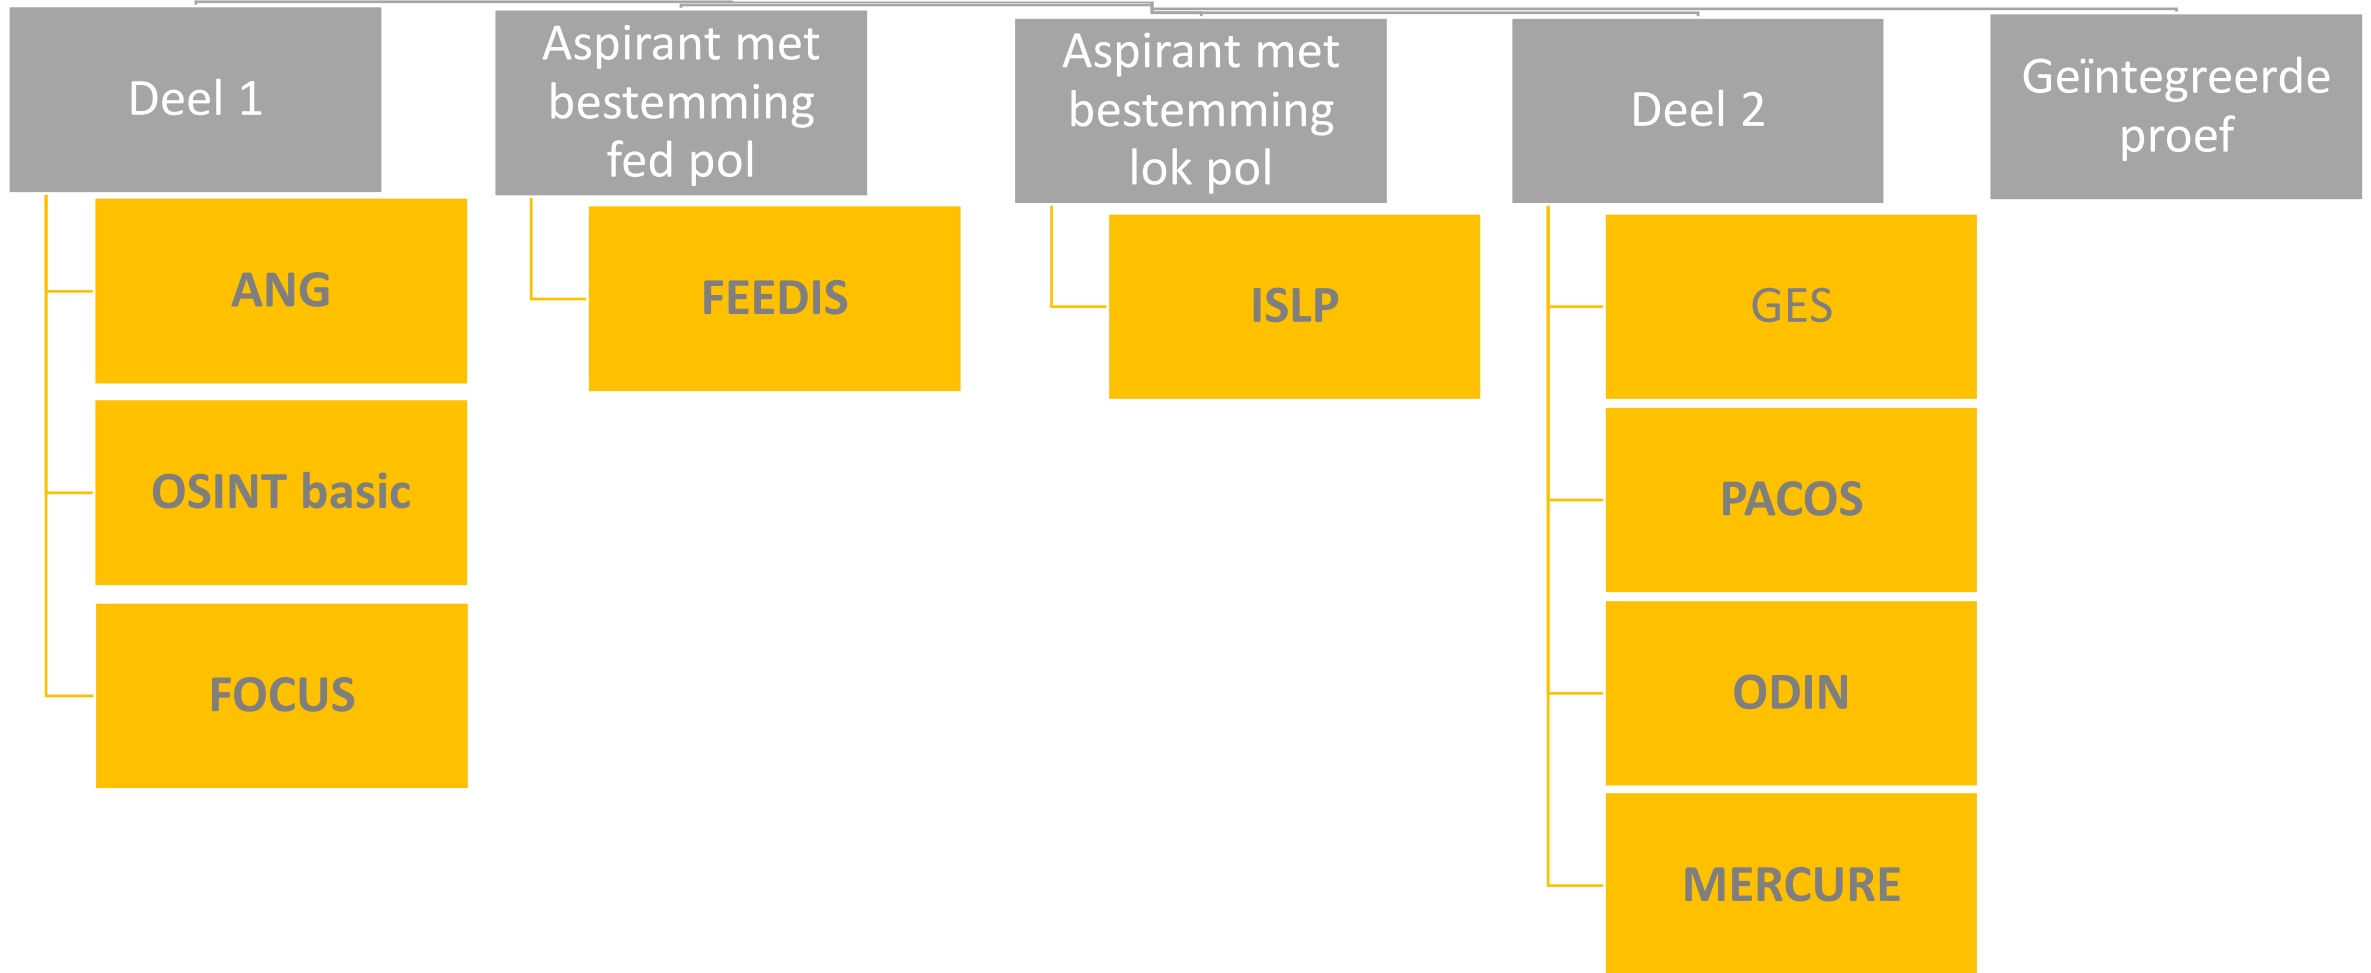 Deel 1
ANG
OSINT basic
FOCUS
Aspirant met
bestemming
fed pol
FEEDIS
Aspirant met
bestemming
lok pol
ISLP
Deel 2
GES
PACOS
ODIN
MERCURE
Geïntegreerde
proef